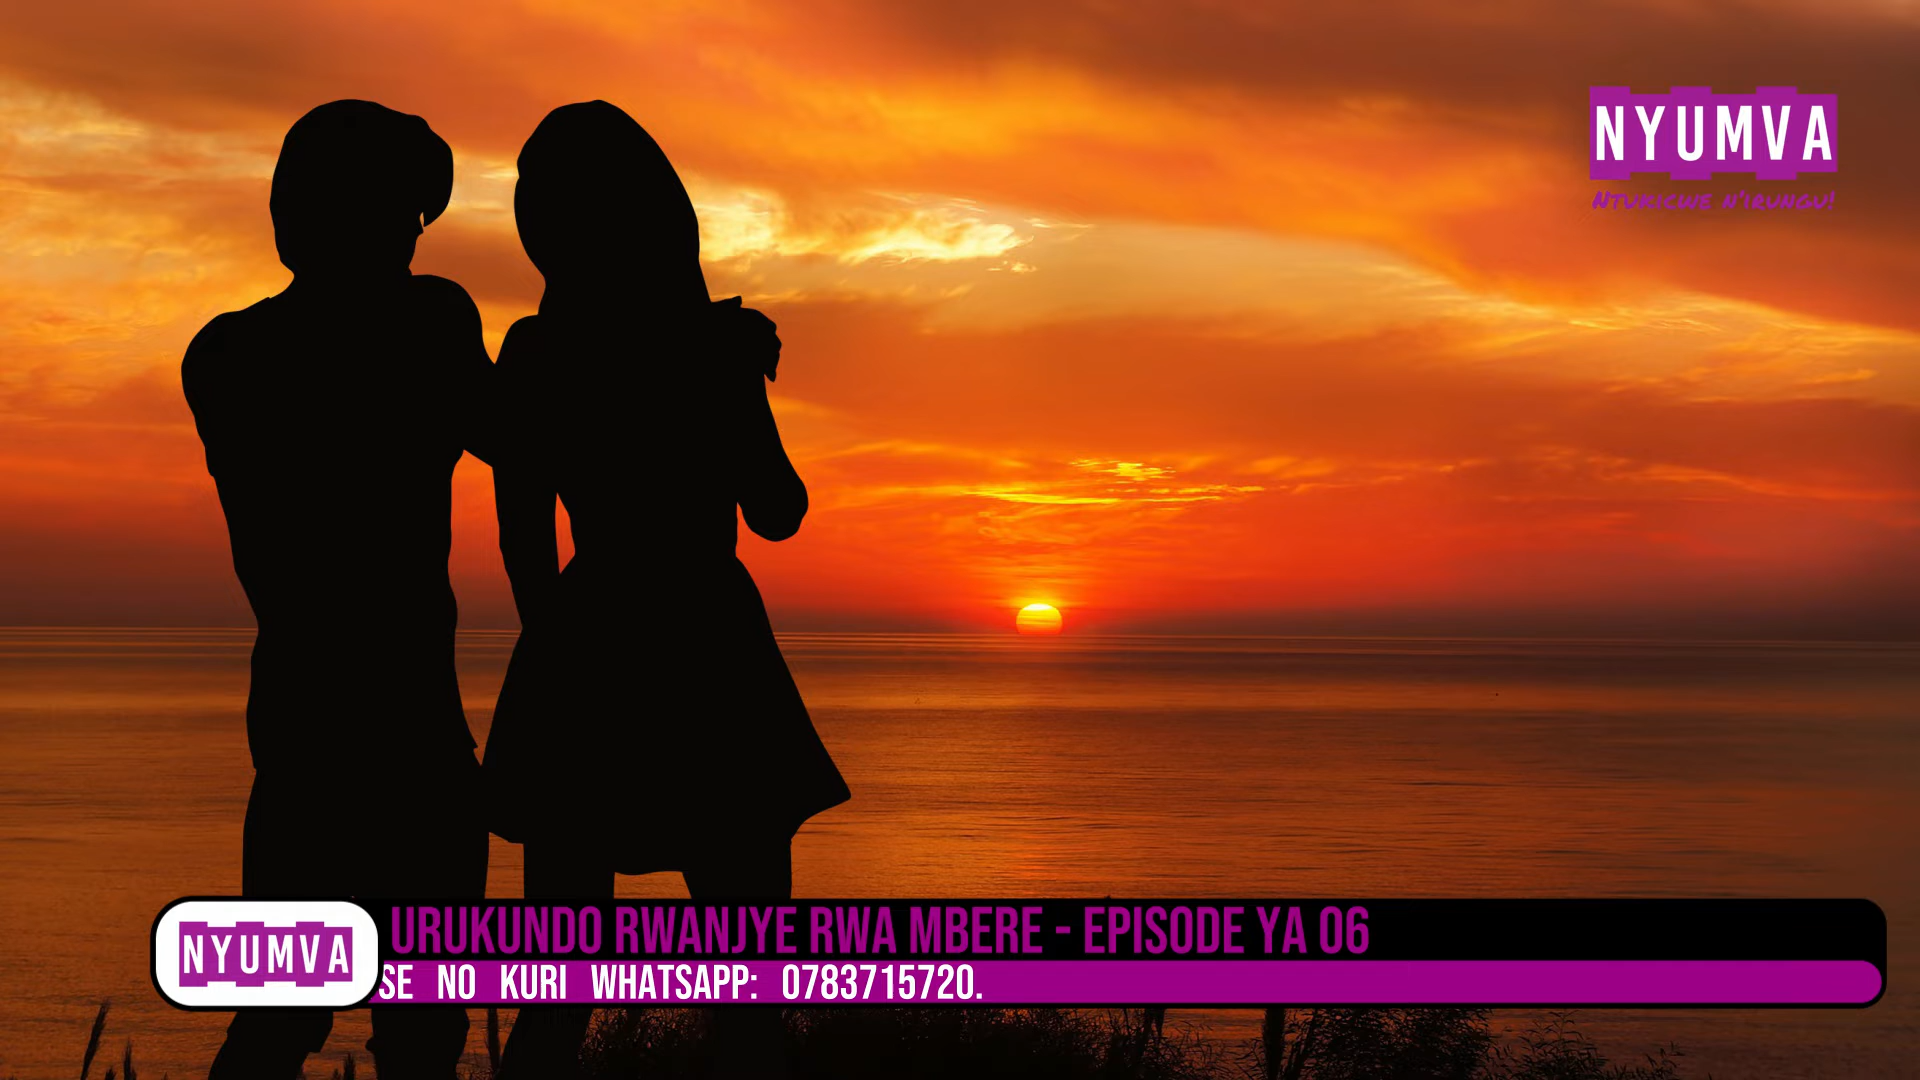 NYUMVA
Ntukicwe n'irungu!
URUKUNDO RWANJYE RWA MBERE - EPISODE YA 06
NYUMVA
SE NO KURI WHATSAPP: 0783715720.